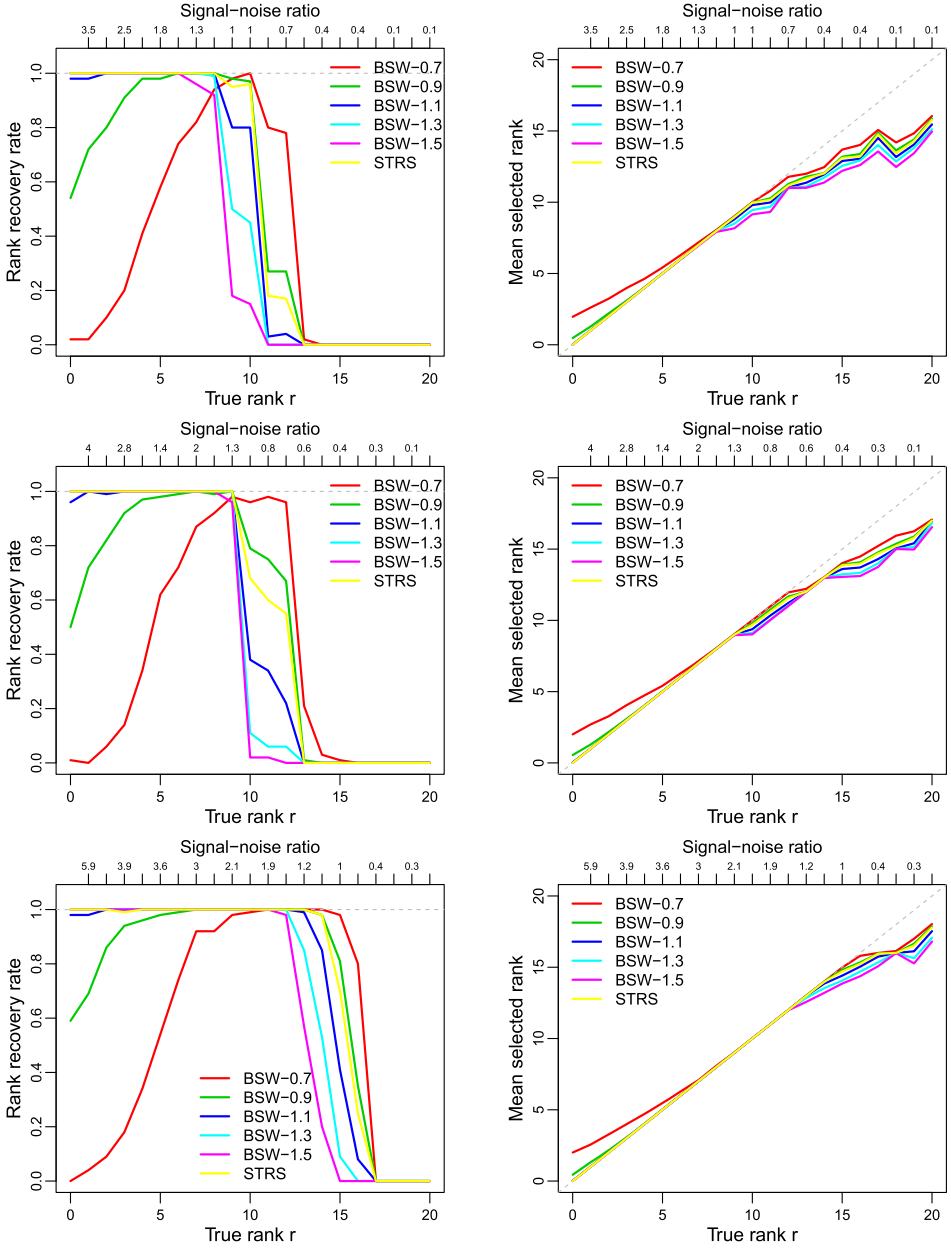 Signal−noise ratio
3.5 2.5 1.8 1.3 1 1 0.7 0.4 0.4 0.1 0.1
Rank recovery rate
0.0 0.2 0.4 0.6 0.8 1.0
BSW−0.7
BSW−0.9
BSW−1.1
BSW−1.3
BSW−1.5
STRS
0 5 10 15 20
True rank r
Signal−noise ratio
3.5 2.5 1.8 1.3 1 1 0.7 0.4 0.4 0.1 0.1
Mean selected rank
0 5 10 15 20
BSW−0.7
BSW−0.9
BSW−1.1
BSW−1.3
BSW−1.5
STRS
0 5 10 15 20
True rank r
Signal−noise ratio
4 2.8 1.4 2 1.3 0.8 0.6 0.4 0.3 0.1
Rank recovery rate
0.0 0.2 0.4 0.6 0.8 1.0
BSW−0.7
BSW−0.9
BSW−1.1
BSW−1.3
BSW−1.5
STRS
0 5 10 15 20
True rank r
Signal−noise ratio
4 2.8 1.4 2 1.3 0.8 0.6 0.4 0.3 0.1
Mean selected rank
0 5 10 15 20
BSW−0.7
BSW−0.9
BSW−1.1
BSW−1.3
BSW−1.5
STRS
0 5 10 15 20
True rank r
Signal−noise ratio
5.9 3.9 3.6 3 2.1 1.9 1.2 1 0.4 0.3
Rank recovery rate
0.0 0.2 0.4 0.6 0.8 1.0
BSW−0.7
BSW−0.9
BSW−1.1
BSW−1.3
BSW−1.5
STRS
0 5 10 15 20
True rank r
Signal−noise ratio
5.9 3.9 3.6 3 2.1 1.9 1.2 1 0.4 0.3
Mean selected rank
0 5 10 15 20
BSW−0.7
BSW−0.9
BSW−1.1
BSW−1.3
BSW−1.5
STRS
0 5 10 15 20
True rank r